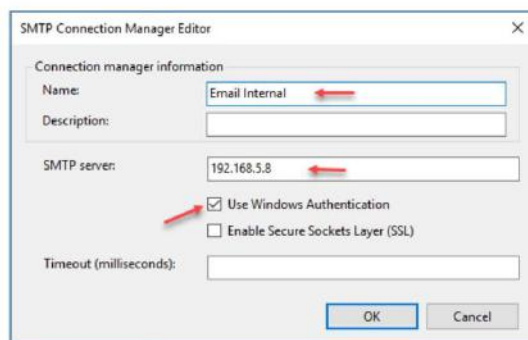 SMTP Connection Manager Editor
Connection manager information
Name: Email Internal
Description:
SMTP server: 192.168.5.8
Use Windows Authentication
Enable Secure Sockets Layer (SSL)
Timeout (milliseconds):
OK Cancel